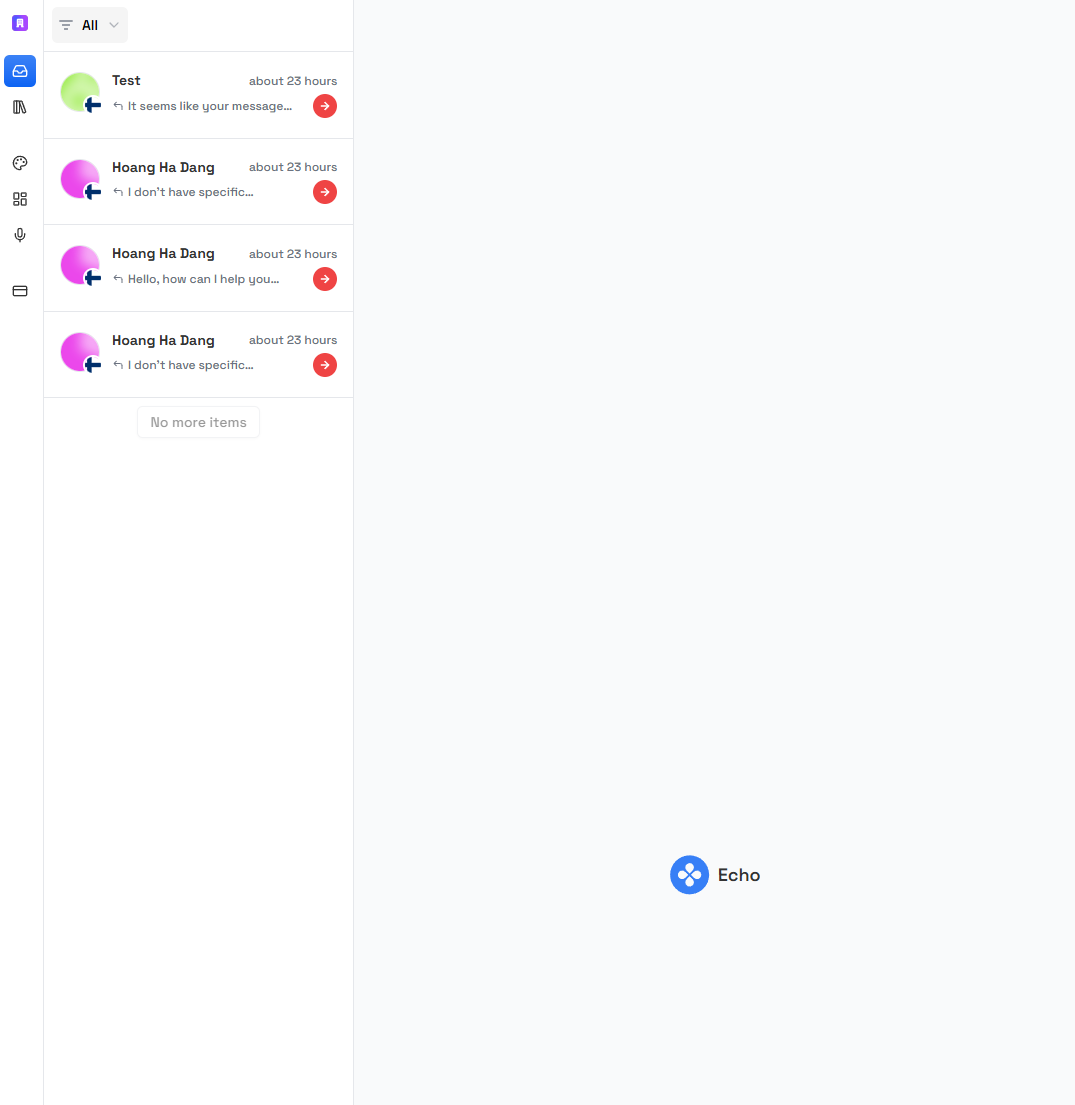 All
Test about 23 hours
It seems like your message...
Hoang Ha Dang about 23 hours
I don't have specific...
Hoang Ha Dang about 23 hours
Hello, how can I help you...
Hoang Ha Dang about 23 hours
I don't have specific...
No more items
Echo